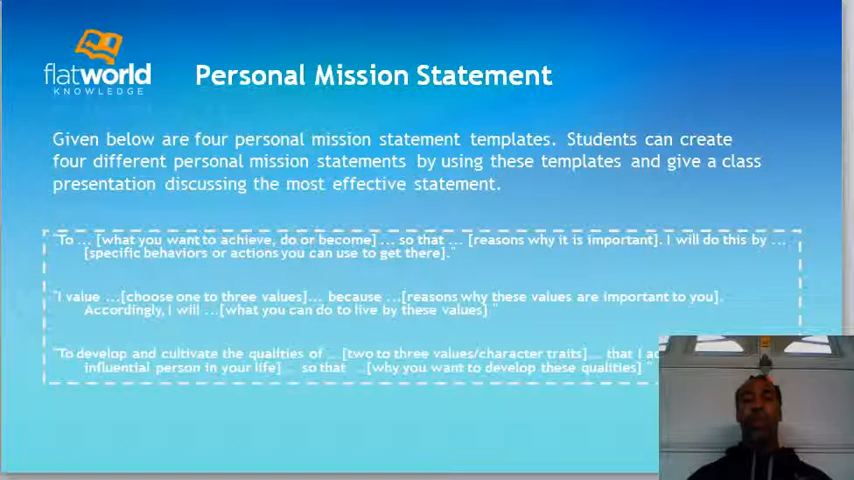 flatworld
KNOWLEDGE
Personal Mission Statement
Given below are four personal mission statement templates. Students can create
four different personal mission statements by using these templates and give a class
presentation discussing the most effective statement.
"To ... [what you want to achieve, do or become] ... so that ... [reasons why it is important]. I will do this by ...
[specific behaviors or actions you can use to get there]."
"I value ...[choose one to three values]... because ...[reasons why these values are important to you].
Accordingly, I will ...[what you can do to live by these values] "
"To develop and cultivate the qualities of ...[two to three values/character traits]... that I
influential person in your life] ... so that ...[why you want to develop these qualities] "